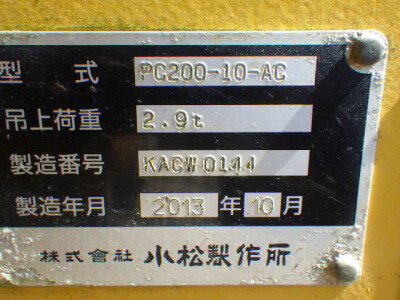 型 式 PC200-10-AC
吊上荷重 2.9t
製造番号 KACW0144
製造年月 2013 年 10 月
株式會社 小松製作所